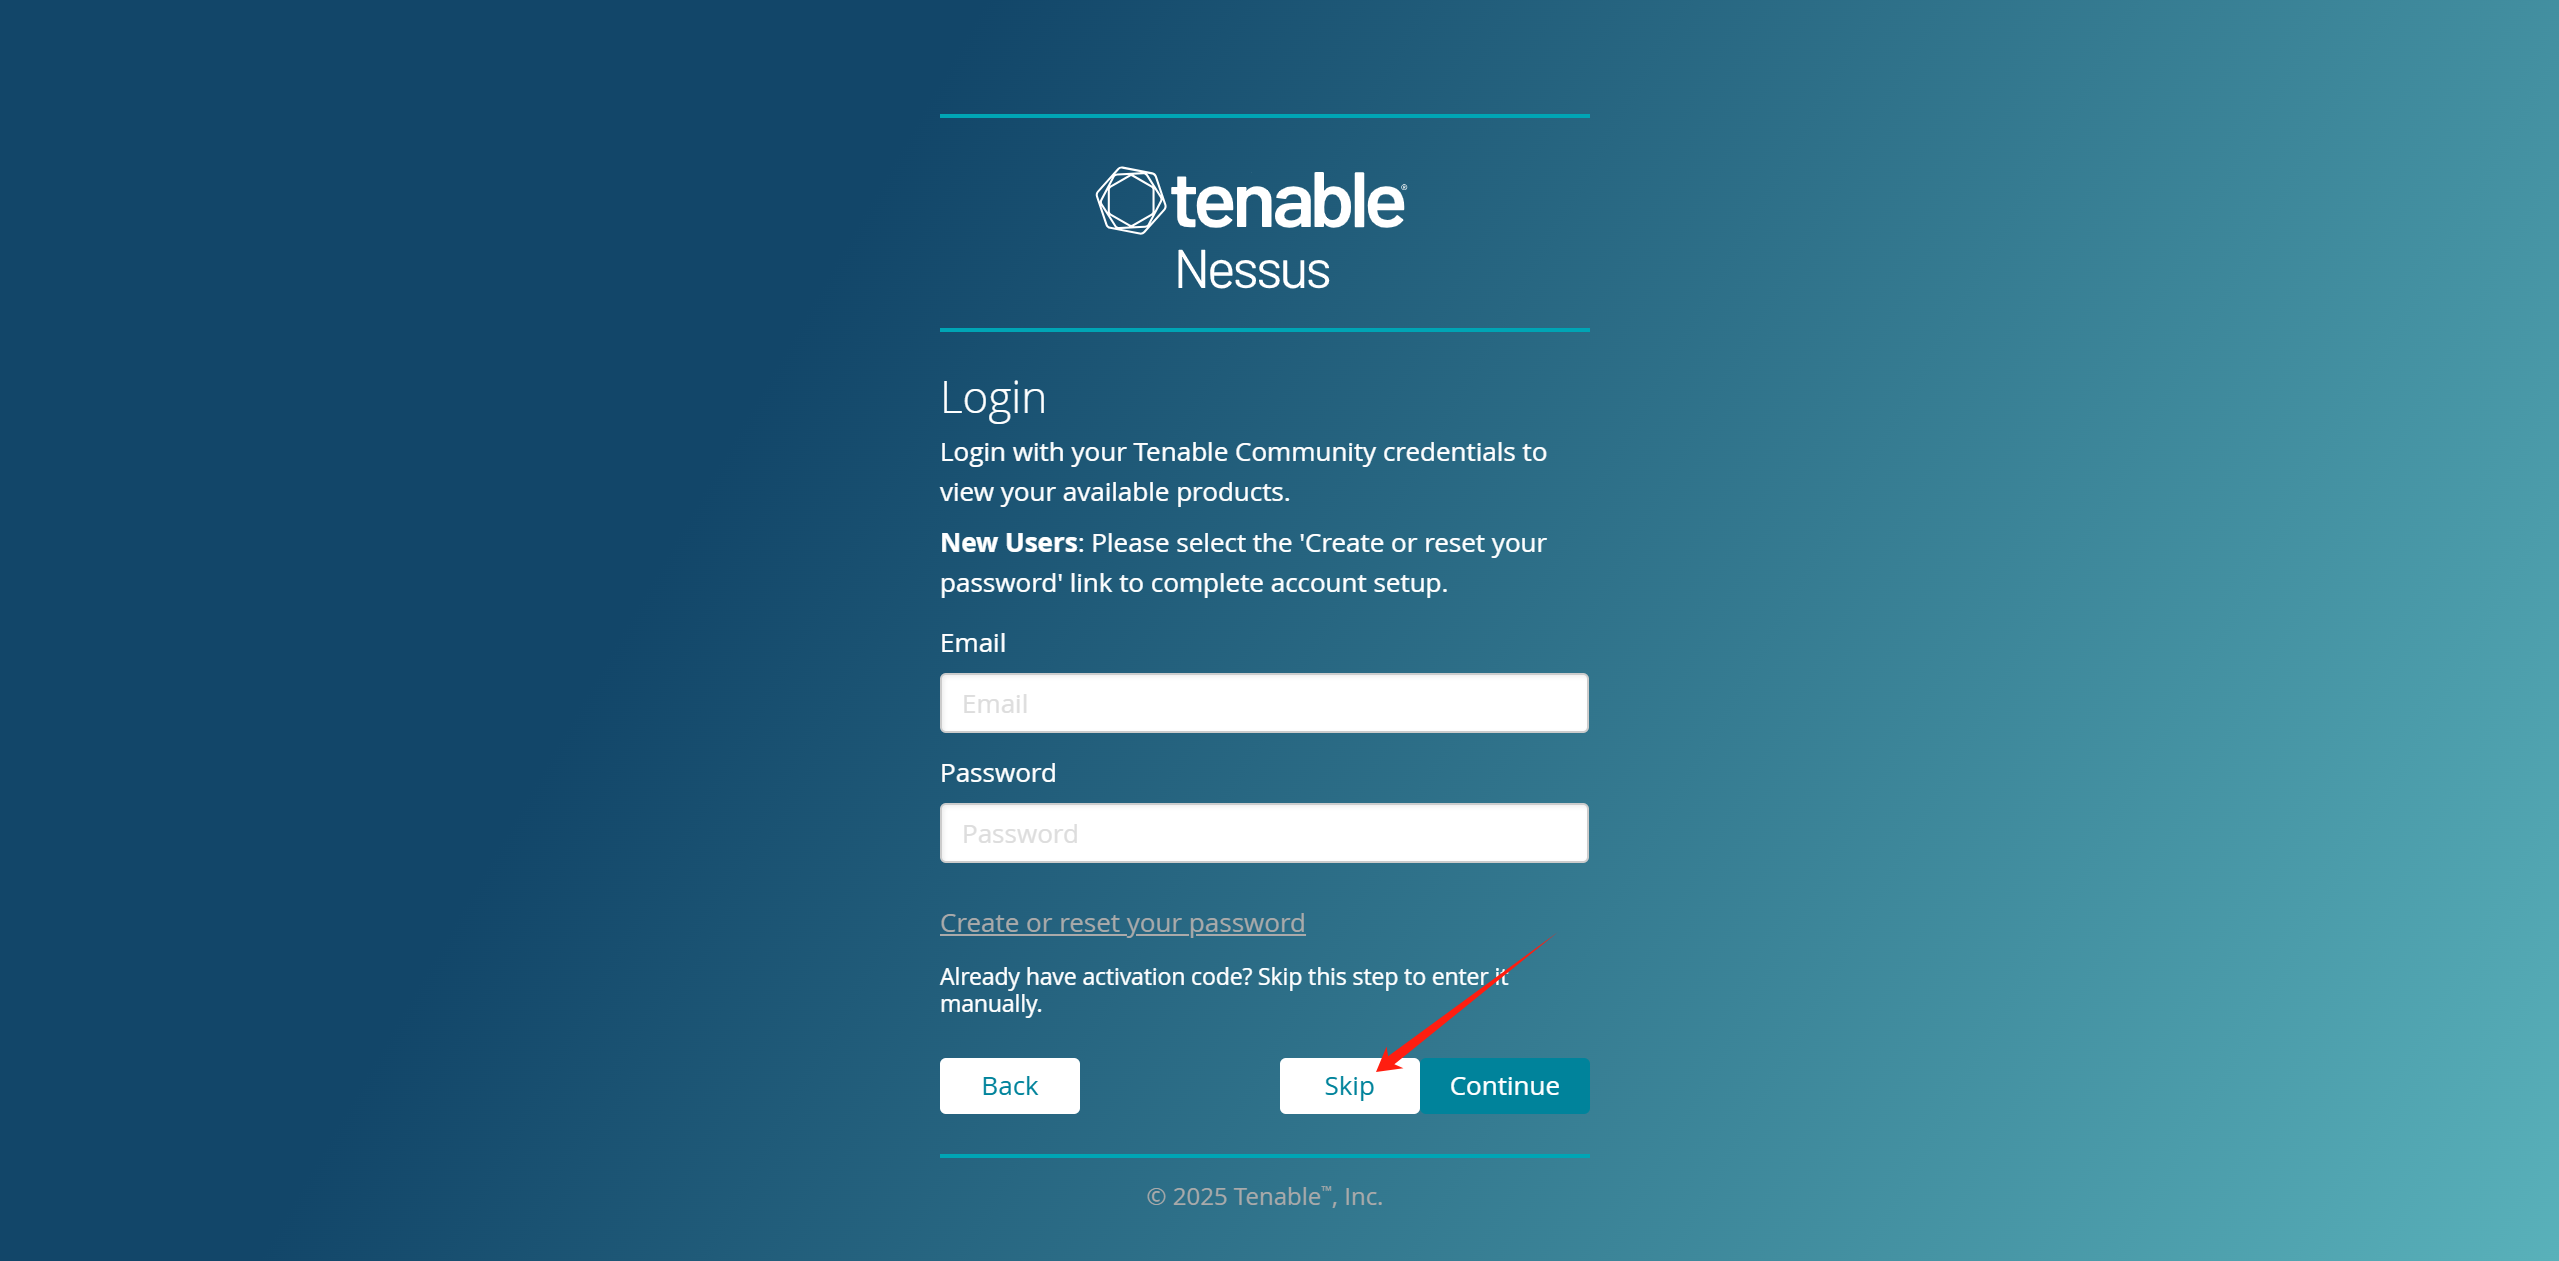 tenable®
Nessus
Login
Login with your Tenable Community credentials to
view your available products.
New Users: Please select the 'Create or reset your
password' link to complete account setup.
Email
Email
Password
Password
Create or reset your password
Already have activation code? Skip this step to enter it
manually.
Back
Skip
Continue
© 2025 Tenable™, Inc.